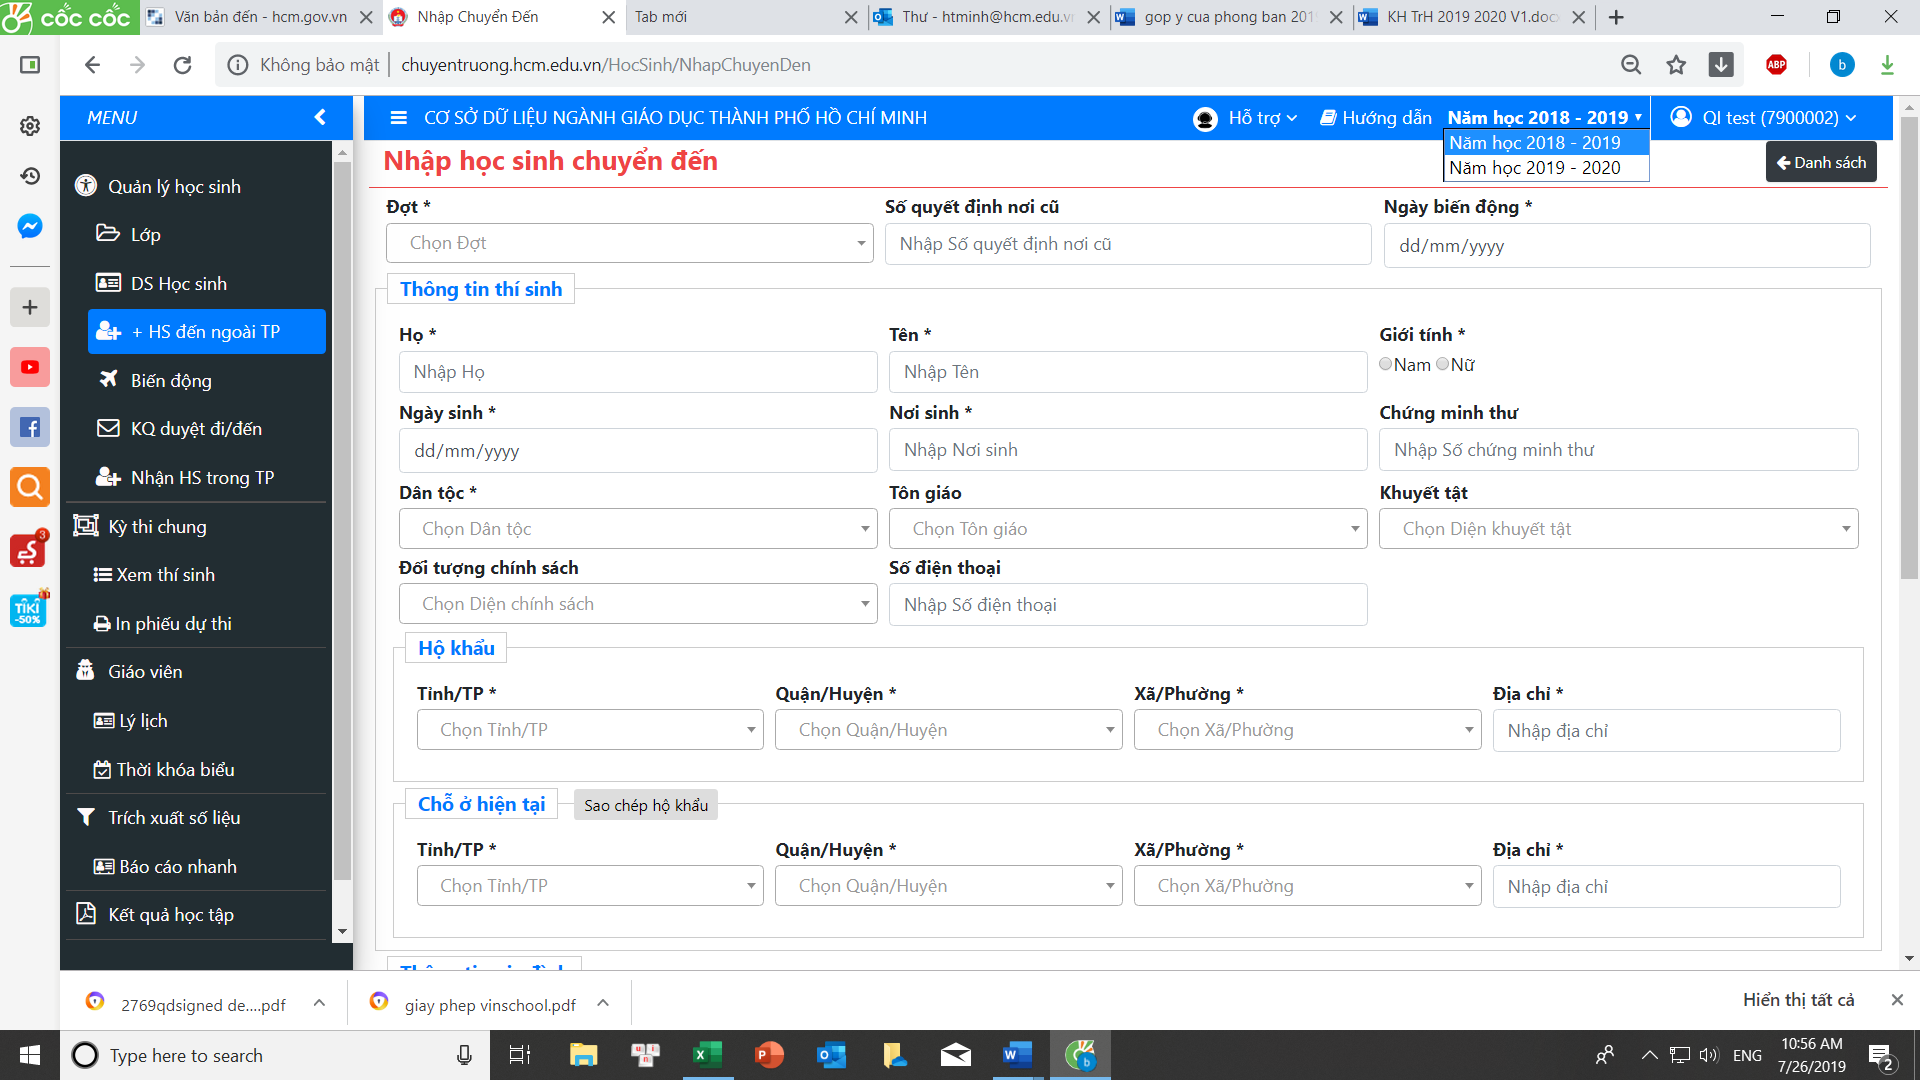 cốc cốc
Văn bản đến - hcm.gov.vn
Nhập Chuyển Đến
Tab mới
Thư - htminh@hcm.edu.v
gop y cua phong ban 201
KH TrH 2019 2020 V1.doc
Không bảo mật
chuyentruong.hcm.edu.vn/HocSinh/NhapChuyenDen
ABP
b
MENU
CƠ SỞ DỮ LIỆU NGÀNH GIÁO DỤC THÀNH PHỐ HỒ CHÍ MINH
Hỗ trợ
Hướng dẫn
Năm học 2018 - 2019
QI test (7900002)
Năm học 2018 - 2019
Năm học 2019 - 2020
Nhập học sinh chuyển đến
Danh sách
Quản lý học sinh
Lớp
DS Học sinh
+ HS đến ngoài TP
Biến động
KQ duyệt đi/đến
Nhận HS trong TP
Kỳ thi chung
Xem thí sinh
In phiếu dự thi
Giáo viên
Lý lịch
Thời khóa biểu
Trích xuất số liệu
Báo cáo nhanh
Kết quả học tập
3
TIKI
-50%
Đợt *
Số quyết định nơi cũ
Ngày biến động *
Chọn Đợt
Nhập Số quyết định nơi cũ
dd/mm/yyyy
Thông tin thí sinh
Họ *
Tên *
Giới tính *
Nhập Họ
Nhập Tên
Nam Nữ
Ngày sinh *
Nơi sinh *
Chứng minh thư
dd/mm/yyyy
Nhập Nơi sinh
Nhập Số chứng minh thư
Dân tộc *
Tôn giáo
Khuyết tật
Chọn Dân tộc
Chọn Tôn giáo
Chọn Diện khuyết tật
Đối tượng chính sách
Số điện thoại
Chọn Diện chính sách
Nhập Số điện thoại
Hộ khẩu
Tỉnh/TP *
Quận/Huyện *
Xã/Phường *
Địa chỉ *
Chọn Tỉnh/TP
Chọn Quận/Huyện
Chọn Xã/Phường
Nhập địa chỉ
Chỗ ở hiện tại
Sao chép hộ khẩu
Tỉnh/TP *
Quận/Huyện *
Xã/Phường *
Địa chỉ *
Chọn Tỉnh/TP
Chọn Quận/Huyện
Chọn Xã/Phường
Nhập địa chỉ
2769qdsigned de....pdf
giay phep vinschool.pdf
Hiển thị tất cả
Type here to search
ENG
10:56 AM
7/26/2019
2